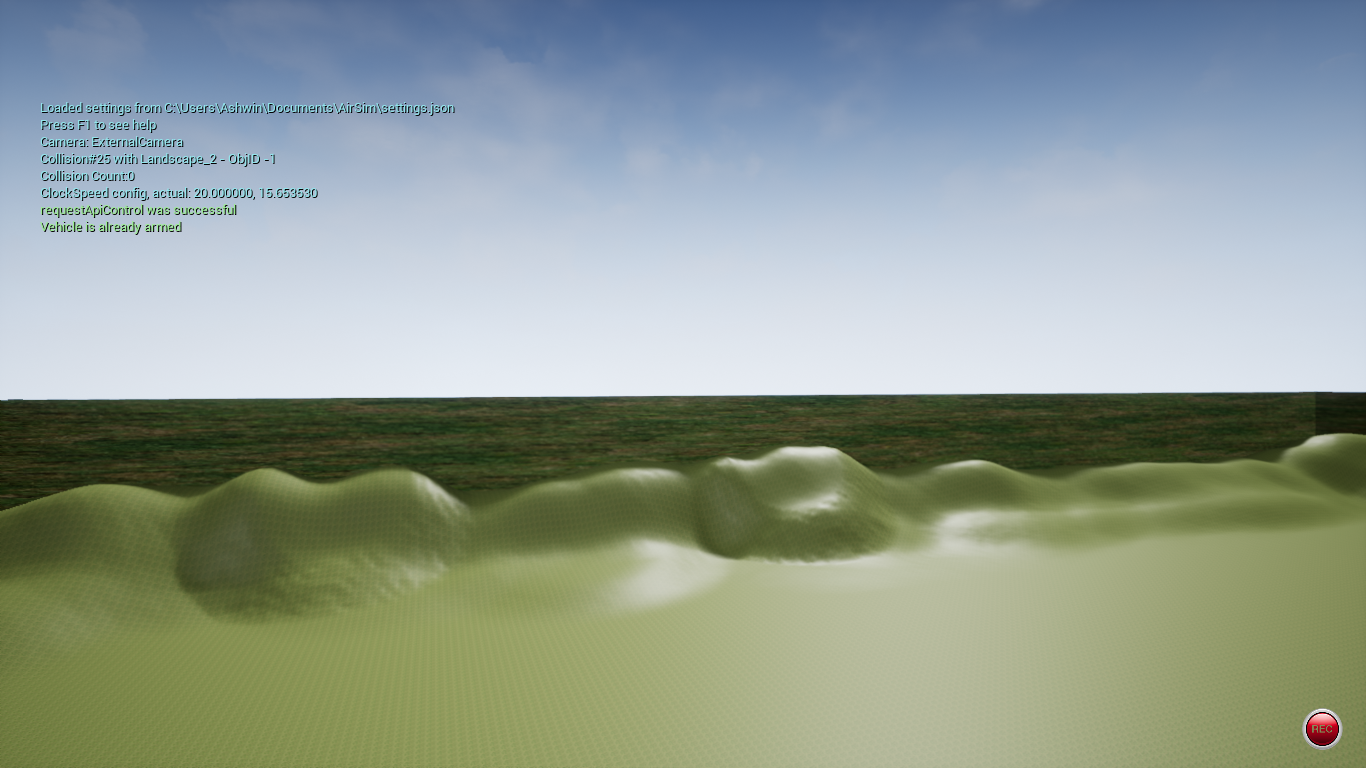 Loaded settings from C:\Users\Ashwin\Documents\AirSim\settings.json
Press F1 to see help
Camera: ExternalCamera
Collision#25 with Landscape_2 - ObjID -1
Collision Count:0
ClockSpeed config, actual: 20.000000, 15.653530
requestApiControl was successful
Vehicle is already armed
REC